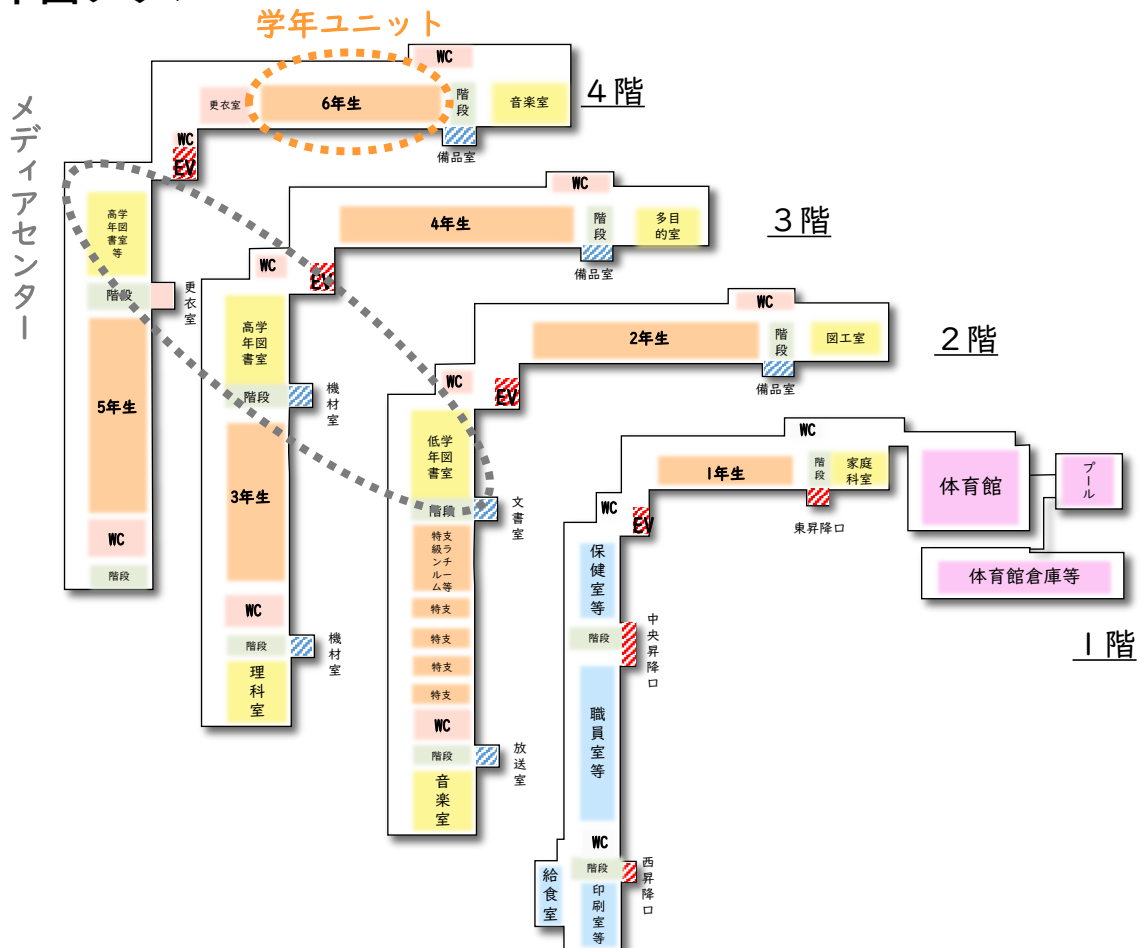 学年ユニット
メディアセンター
4階
WC
更衣室
6年生
階段
音楽室
備品室
WC
EV
高学年図書室等
階段
更衣室
5年生
WC
階段
3階
WC
4年生
階段
多目的室
備品室
WC
EV
高学年図書室
階段
機材室
3年生
WC
階段
機材室
理科室
2階
WC
2年生
階段
図工室
備品室
WC
EV
低学年図書室
階段
文書室
特支ランチルーム等
級
特支
特支
特支
特支
WC
階段
放送室
音楽室
1階
WC
1年生
階段
家庭科室
東昇降口
体育館
プール
体育館倉庫等
WC
EV
保健室等
階段
中央昇降口
職員室等
WC
階段
西昇降口
給食室
印刷室等